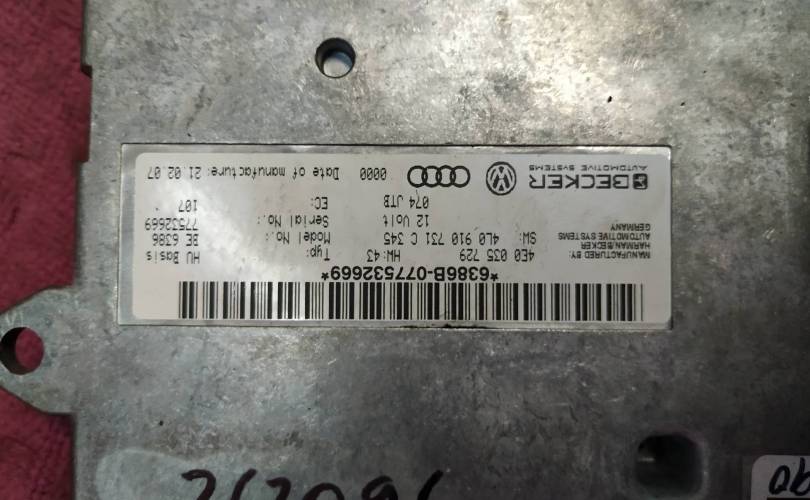 *6386B-077532669*
MANUFACTURED BY:
HARMAN/BECKER
AUTOMOTIVE SYSTEMS
GERMANY
4E0 035 729 HW:43 Typ: HU Basis
SW: 4L0 910 731 C 345 Model No.: BE 6386
12 Volt Serial No.: 77532669
074 JTB EC: 107
BECKER
AUTOMOTIVE SYSTEMS
0000 Date of manufacture: 21.02.07